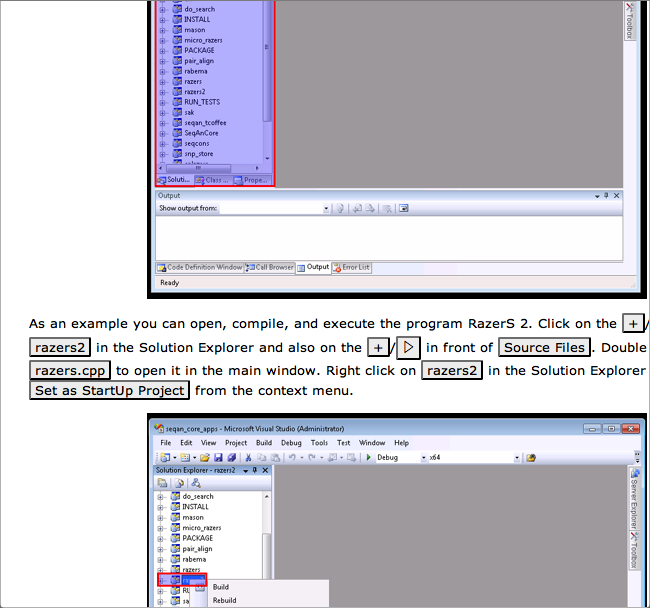 do_search
INSTALL
mason
micro_razers
PACKAGE
pair_align
rabema
razers
razers2
RUN_TESTS
sak
seqan_tcoffee
SeqAnCore
seqcons
snp_store
Soluti... Class ... Prope...
Toolbox
Output
Show output from:
Code Definition Window Call Browser Output Error List
Ready
As an example you can open, compile, and execute the program RazerS 2. Click on the + /
razers2 in the Solution Explorer and also on the + / ▷ in front of Source Files . Double
razers.cpp to open it in the main window. Right click on razers2 in the Solution Explorer
Set as StartUp Project from the context menu.
seqan_core_apps - Microsoft Visual Studio (Administrator)
File Edit View Project Build Debug Tools Test Window Help
Debug x64
Solution Explorer - razers2
do_search
INSTALL
mason
micro_razers
PACKAGE
pair_align
rabema
razers
Build
Rebuild
Server Explorer
Toolbox